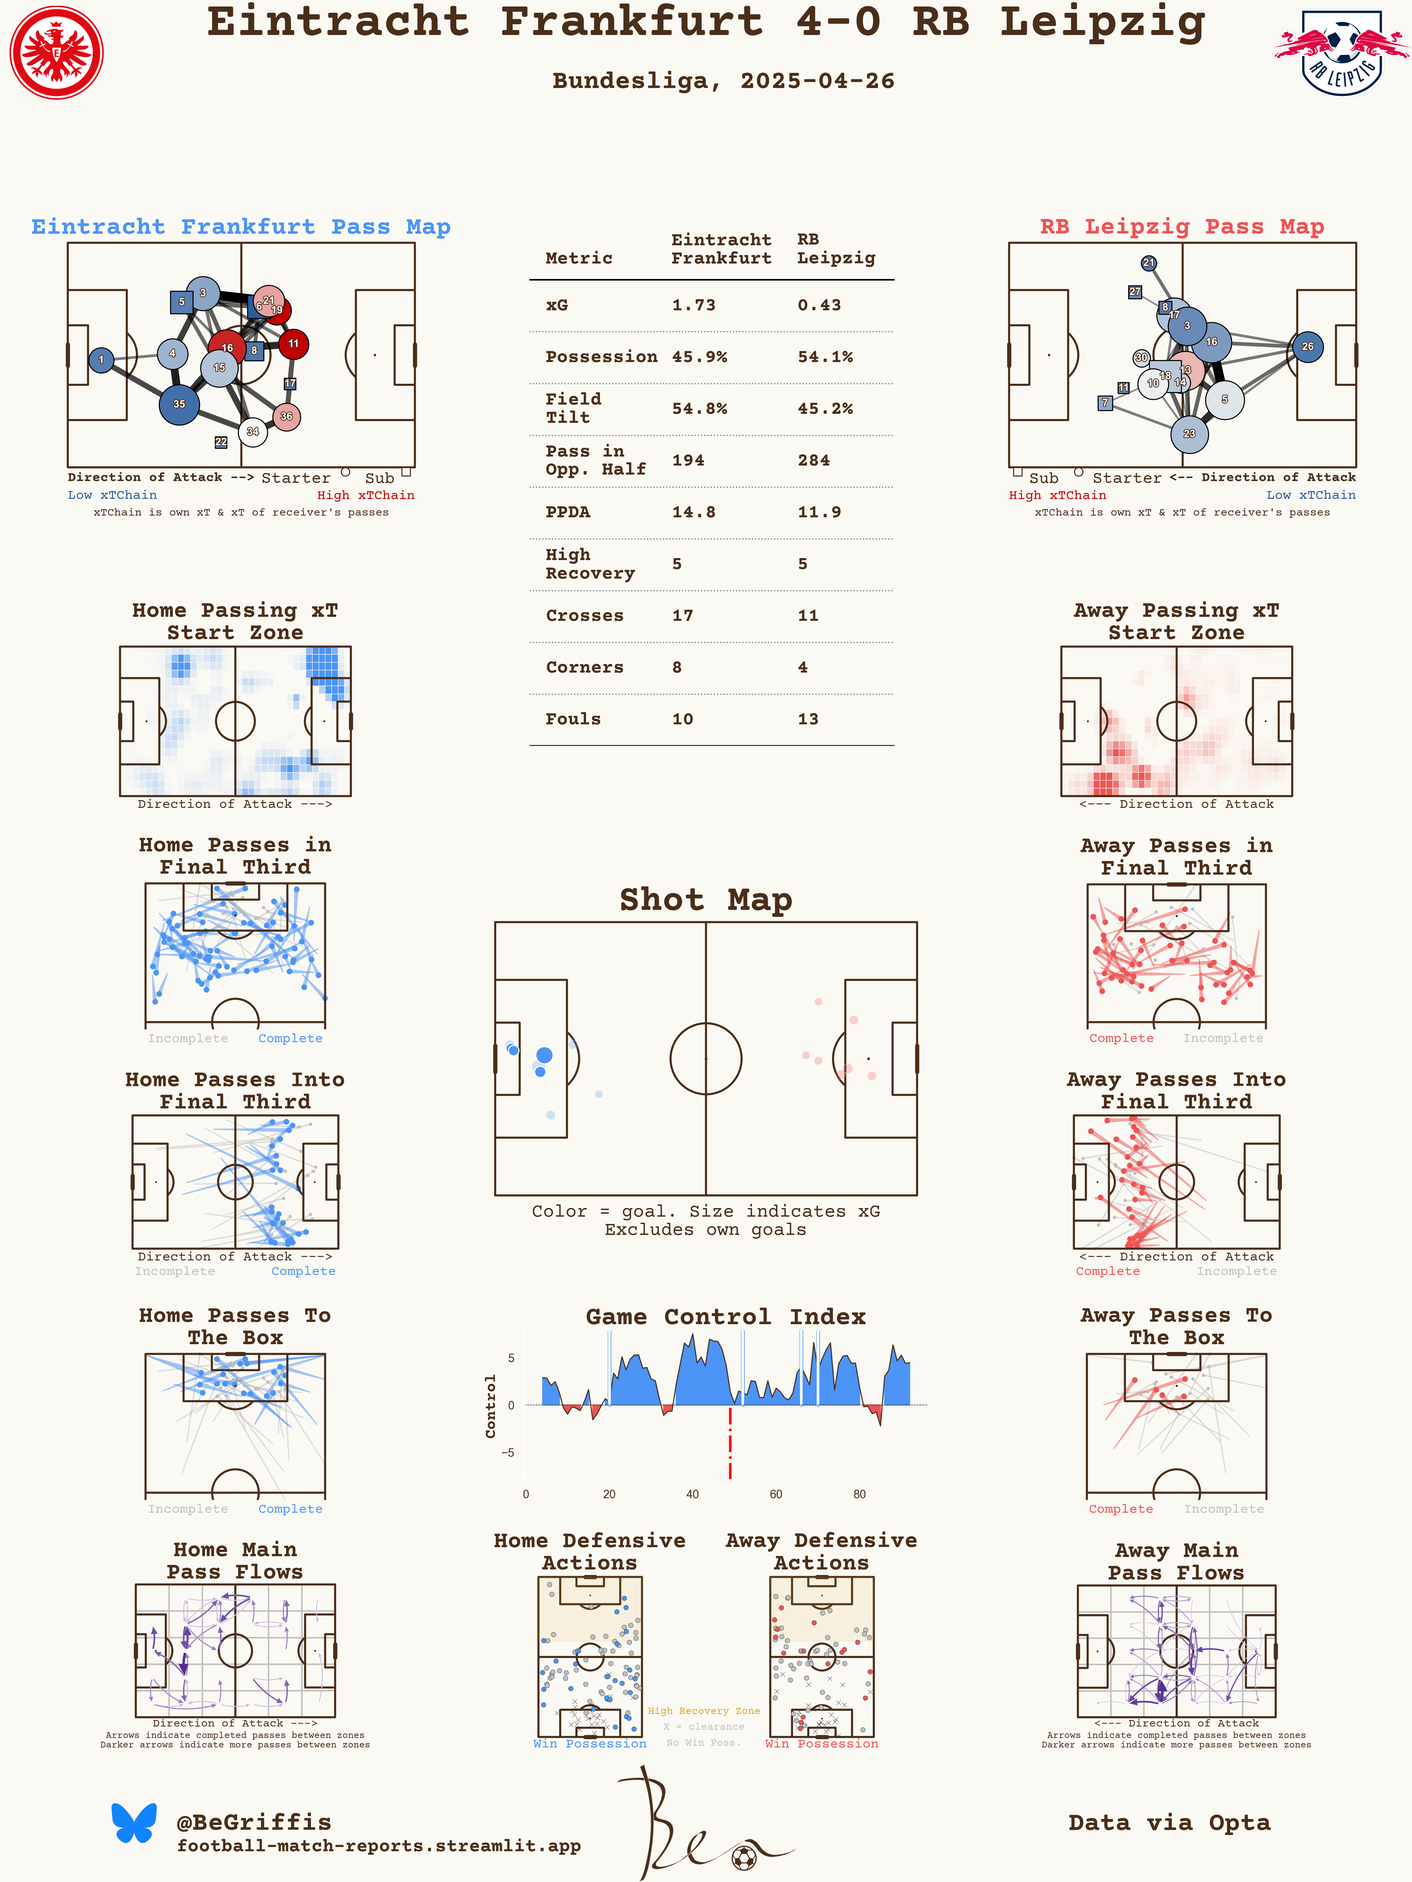 Eintracht Frankfurt 4-0 RB Leipzig
Bundesliga, 2025-04-26
RB LEIPZIG
Eintracht Frankfurt Pass Map
1
3
5
4
35
15
16
6
21
19
11
8
17
36
34
22
Direction of Attack --> Starter Sub
Low xTChain High xTChain
xTChain is own xT & xT of receiver's passes
Metric Eintracht Frankfurt RB Leipzig
xG 1.73 0.43
Possession 45.9% 54.1%
Field Tilt 54.8% 45.2%
Pass in Opp. Half 194 284
PPDA 14.8 11.9
High Recovery 5 5
Crosses 17 11
Corners 8 4
Fouls 10 13
RB Leipzig Pass Map
21
27
8
17
3
16
26
30
13
18
14
10
11
7
5
23
Sub Starter <-- Direction of Attack
High xTChain Low xTChain
xTChain is own xT & xT of receiver's passes
Home Passing xT
Start Zone
Direction of Attack --->
Away Passing xT
Start Zone
<--- Direction of Attack
Home Passes in
Final Third
Incomplete Complete
Away Passes in
Final Third
Complete Incomplete
Shot Map
Color = goal. Size indicates xG
Excludes own goals
Home Passes Into
Final Third
Direction of Attack --->
Incomplete Complete
Away Passes Into
Final Third
<--- Direction of Attack
Complete Incomplete
Home Passes To
The Box
Incomplete Complete
Game Control Index
Control
5
0
−5
0 20 40 60 80
Away Passes To
The Box
Complete Incomplete
Home Main
Pass Flows
Direction of Attack --->
Arrows indicate completed passes between zones
Darker arrows indicate more passes between zones
Home Defensive
Actions
Win Possession
Away Defensive
Actions
Win Possession
High Recovery Zone
X = clearance
No Win Poss.
Away Main
Pass Flows
<--- Direction of Attack
Arrows indicate completed passes between zones
Darker arrows indicate more passes between zones
@BeGriffis
football-match-reports.streamlit.app
Ben
Data via Opta